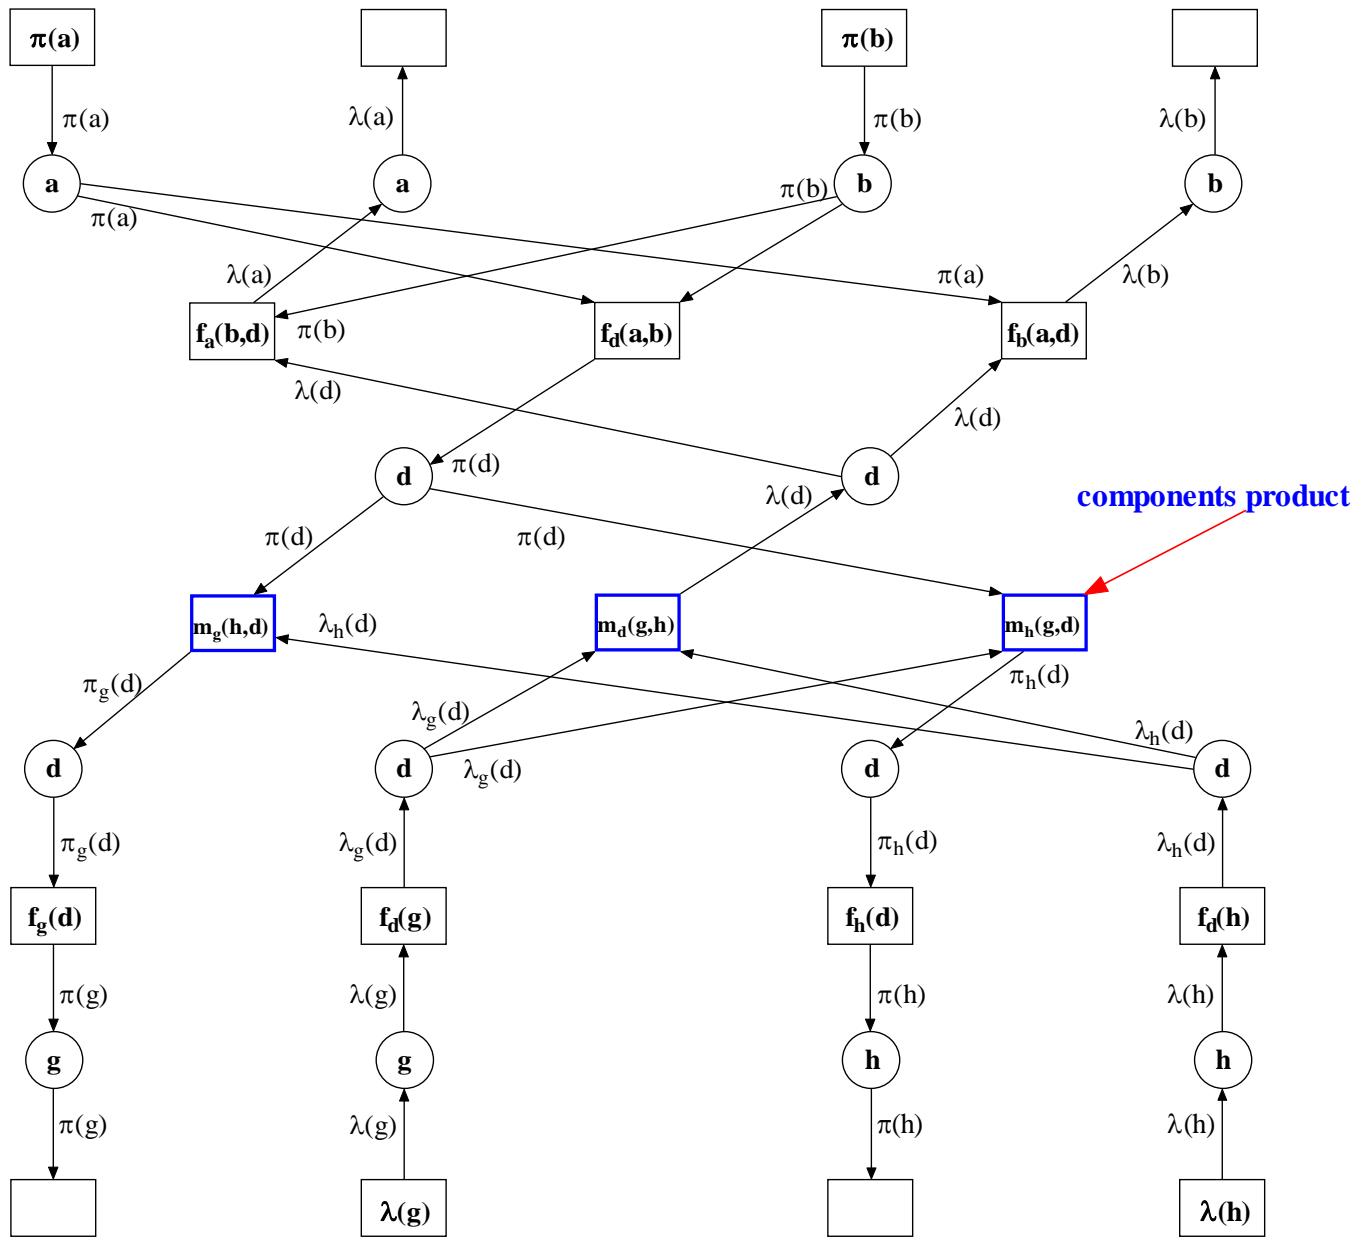 π(a)
π(b)
π(a)
λ(a)
π(b)
λ(b)
a
a
π(b)
b
b
π(a)
λ(a)
π(a)
λ(b)
fa(b,d)
π(b)
fd(a,b)
fb(a,d)
λ(d)
λ(d)
d
π(d)
λ(d)
d
components product
π(d)
π(d)
mg(h,d)
λh(d)
md(g,h)
mh(g,d)
πg(d)
πh(d)
λg(d)
λh(d)
d
d
λg(d)
d
d
πg(d)
λg(d)
πh(d)
λh(d)
fg(d)
fd(g)
fh(d)
fd(h)
π(g)
λ(g)
π(h)
λ(h)
g
g
h
h
π(g)
λ(g)
π(h)
λ(h)
λ(g)
λ(h)